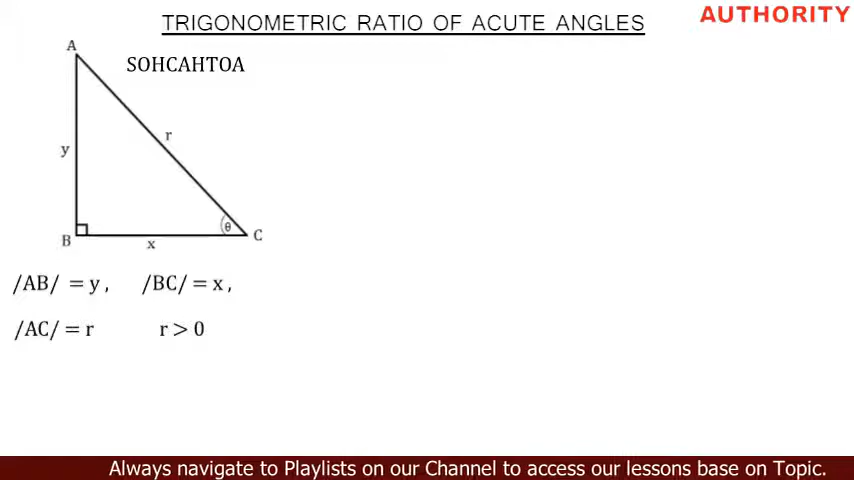 TRIGONOMETRIC RATIO OF ACUTE ANGLES
AUTHORITY
A
SOHCAHTOA
r
y
θ
B
C
x
/AB/ = y , /BC/ = x ,
/AC/ = r r > 0
Always navigate to Playlists on our Channel to access our lessons base on Topic.